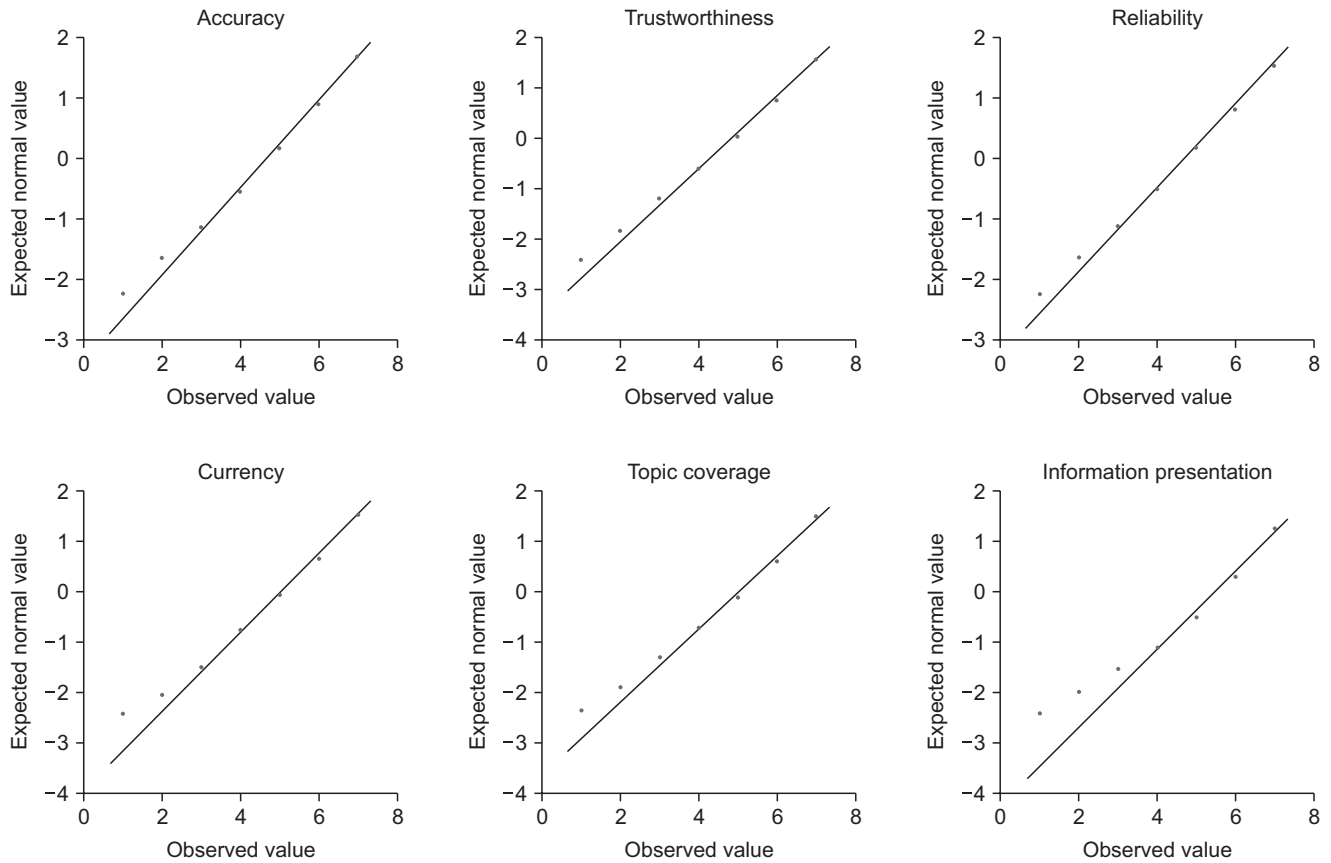 Accuracy
Expected normal value
2
1
0
−1
−2
−3
0 2 4 6 8
Observed value
Trustworthiness
Expected normal value
2
1
0
−1
−2
−3
−4
0 2 4 6 8
Observed value
Reliability
Expected normal value
2
1
0
−1
−2
−3
0 2 4 6 8
Observed value
Currency
Expected normal value
2
1
0
−1
−2
−3
−4
0 2 4 6 8
Observed value
Topic coverage
Expected normal value
2
1
0
−1
−2
−3
−4
0 2 4 6 8
Observed value
Information presentation
Expected normal value
2
1
0
−1
−2
−3
−4
0 2 4 6 8
Observed value